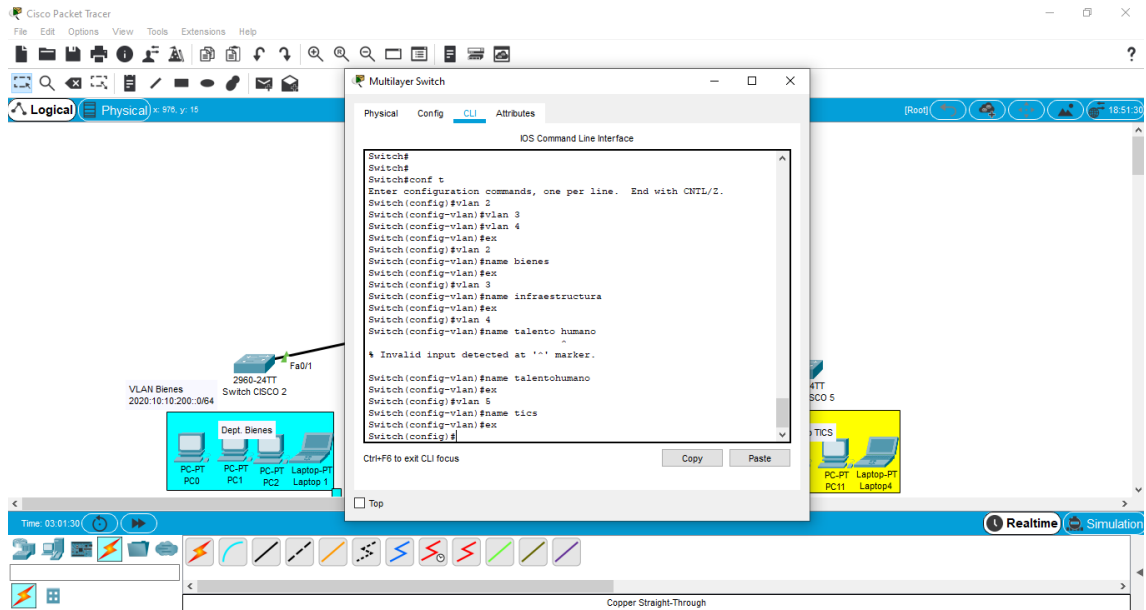 Cisco Packet Tracer
File Edit Options View Tools Extensions Help
?
Logical
Physical x: 976, y: 15
[Root]
18:51:30
Multilayer Switch
Physical Config CLI Attributes
IOS Command Line Interface
Switch#
Switch#
Switch#conf t
Enter configuration commands, one per line. End with CNTL/Z.
Switch(config)#vlan 2
Switch(config-vlan)#vlan 3
Switch(config-vlan)#vlan 4
Switch(config-vlan)#ex
Switch(config)#vlan 2
Switch(config-vlan)#name bienes
Switch(config-vlan)#ex
Switch(config)#vlan 3
Switch(config-vlan)#name infraestructura
Switch(config-vlan)#ex
Switch(config)#vlan 4
Switch(config-vlan)#name talento humano
^
% Invalid input detected at '^' marker.
Switch(config-vlan)#name talentohumano
Switch(config-vlan)#ex
Switch(config)#vlan 5
Switch(config-vlan)#name tics
Switch(config-vlan)#ex
Switch(config)#
Ctrl+F6 to exit CLI focus
Copy
Paste
Top
Fa0/1
2960-24TT
Switch CISCO 2
VLAN Bienes
2020:10:10:200::0/64
Dept. Bienes
PC-PT
PC0
PC-PT
PC1
PC-PT
PC2
Laptop-PT
Laptop 1
4TT
SCO 5
TICS
PC-PT
PC11
Laptop-PT
Laptop4
Time: 03:01:30
Realtime
Simulation
Copper Straight-Through